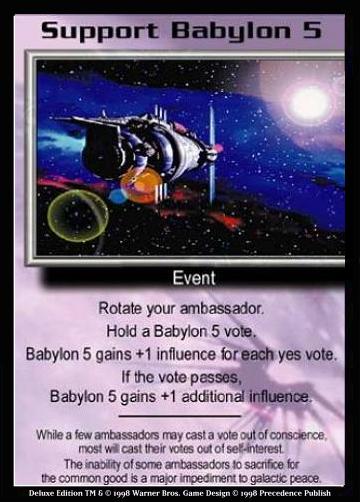 Support Babylon 5
Event
Rotate your ambassador.
Hold a Babylon 5 vote.
Babylon 5 gains +1 influence for each yes vote.
If the vote passes,
Babylon 5 gains +1 additional influence.
While a few ambassadors may cast a vote out of conscience,
most will cast their votes out of self-interest.
The inability of some ambassadors to sacrifice for
the common good is a major impediment to galactic peace.
Deluxe Edition TM & © 1998 Warner Bros. Game Design © 1998 Precedence Publish